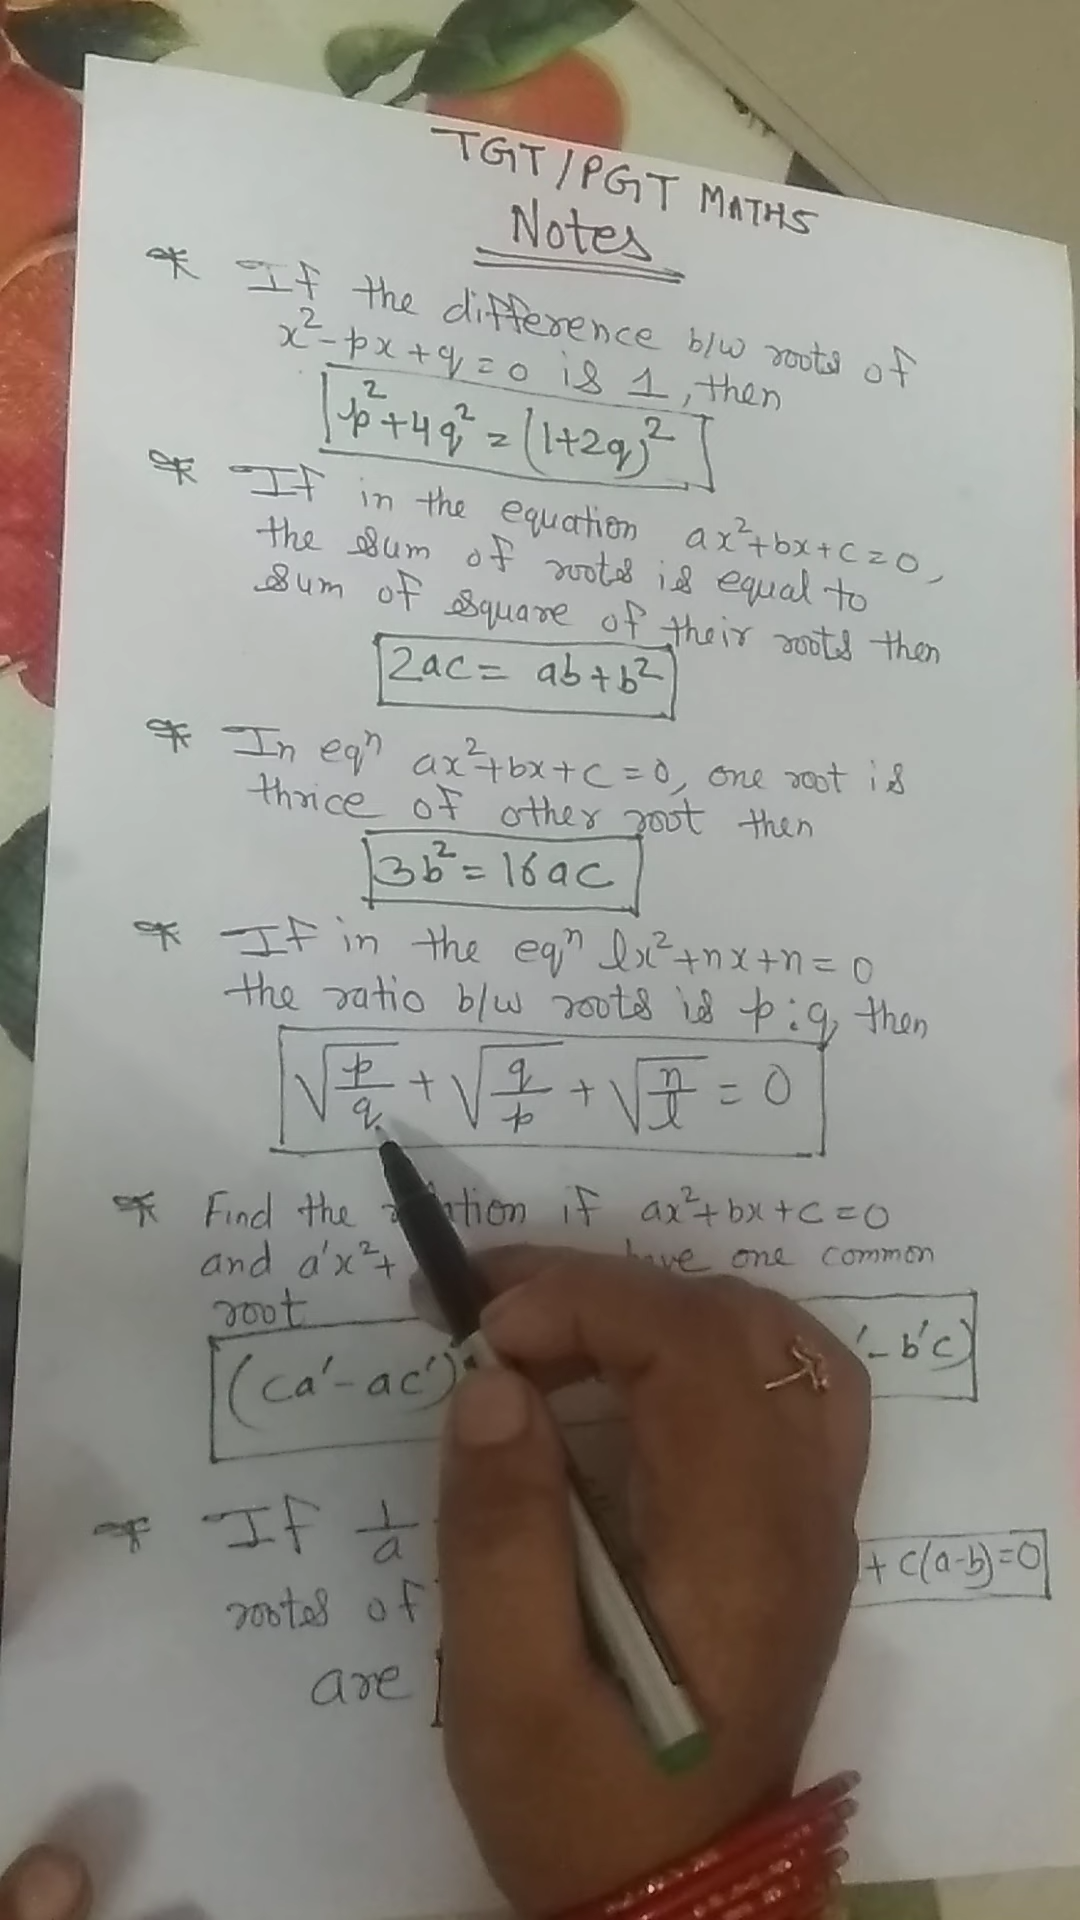 TGT/PGT MATHS
Notes
* If the difference b/w roots of
x²-px+q=0 is 1, then
p²+4q²=(1+2q)²
* If in the equation ax²+bx+c=0,
the sum of roots is equal to
sum of square of their roots then
2ac= ab+b²
* In eqⁿ ax²+bx+c=0, one root is
thrice of other root then
3b²=16ac
* If in the eqⁿ lx²+nx+n=0
the ratio b/w roots is p:q, then
√(p/q) + √(q/p) + √(n/l) = 0
* Find the if ax²+bx+c=0
and a'x²+ one common
root
(ca'-ac') '-b'c)
* If 1/a + c(a-b)=0
roots of
are